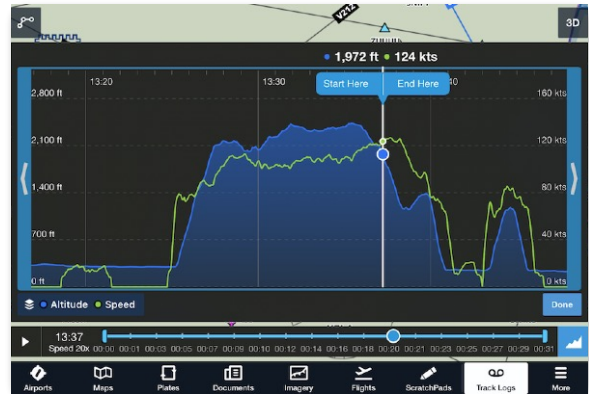 V212
3D
1,972 ft 124 kts
13:20 13:30 40
Start Here End Here
2,800 ft 160 kts
2,100 ft 120 kts
1,400 ft 80 kts
700 ft 40 kts
0 ft 0 kts
Altitude Speed Done
13:37
Speed 20x 00:00 00:01 00:03 00:05 00:07 00:09 00:10 00:12 00:14 00:16 00:18 00:20 00:21 00:23 00:25 00:27 00:29 00:31
Airports Maps Plates Documents Imagery Flights ScratchPads Track Logs More